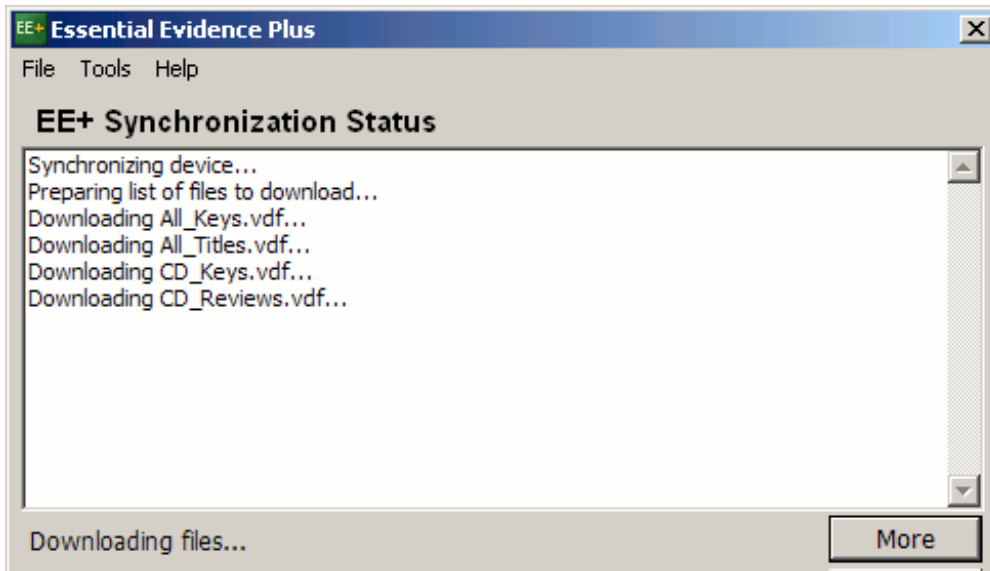 EE+ Essential Evidence Plus
File Tools Help
EE+ Synchronization Status
Synchronizing device...
Preparing list of files to download...
Downloading All_Keys.vdf...
Downloading All_Titles.vdf...
Downloading CD_Keys.vdf...
Downloading CD_Reviews.vdf...
Downloading files...
More